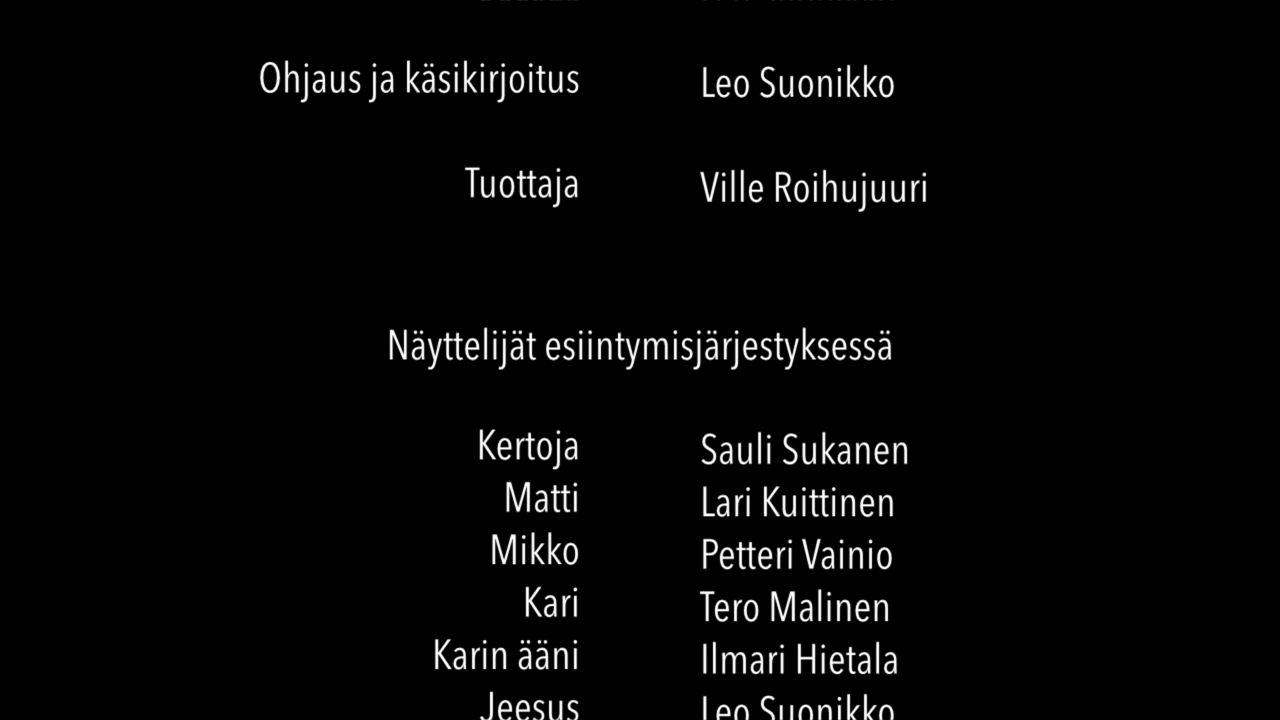 Ohjaus ja käsikirjoitus Leo Suonikko
Tuottaja Ville Roihujuuri
Näyttelijät esiintymisjärjestyksessä
Kertoja Sauli Sukanen
Matti Lari Kuittinen
Mikko Petteri Vainio
Kari Tero Malinen
Karin ääni Ilmari Hietala
Jeesus Leo Suonikko